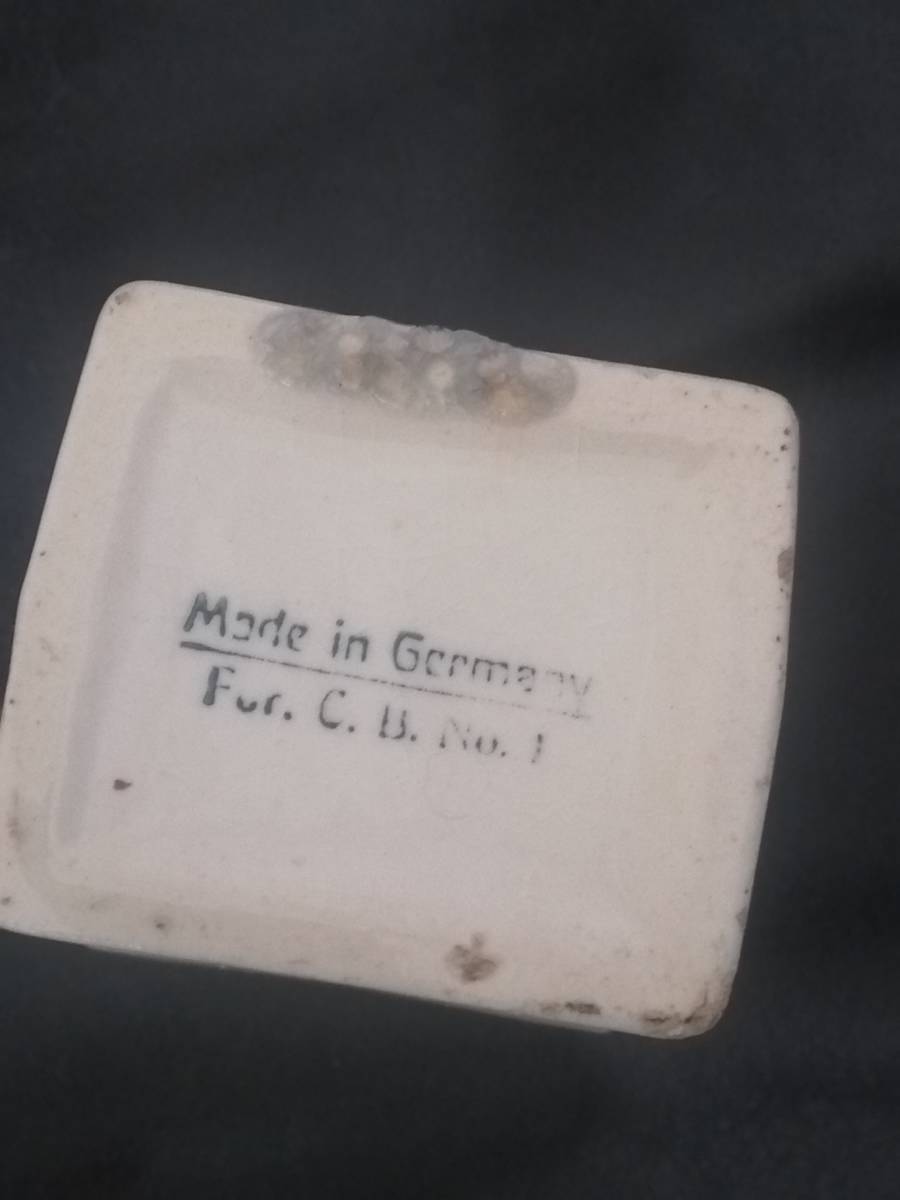 Made in Germany
Fur. C. B. No. 1